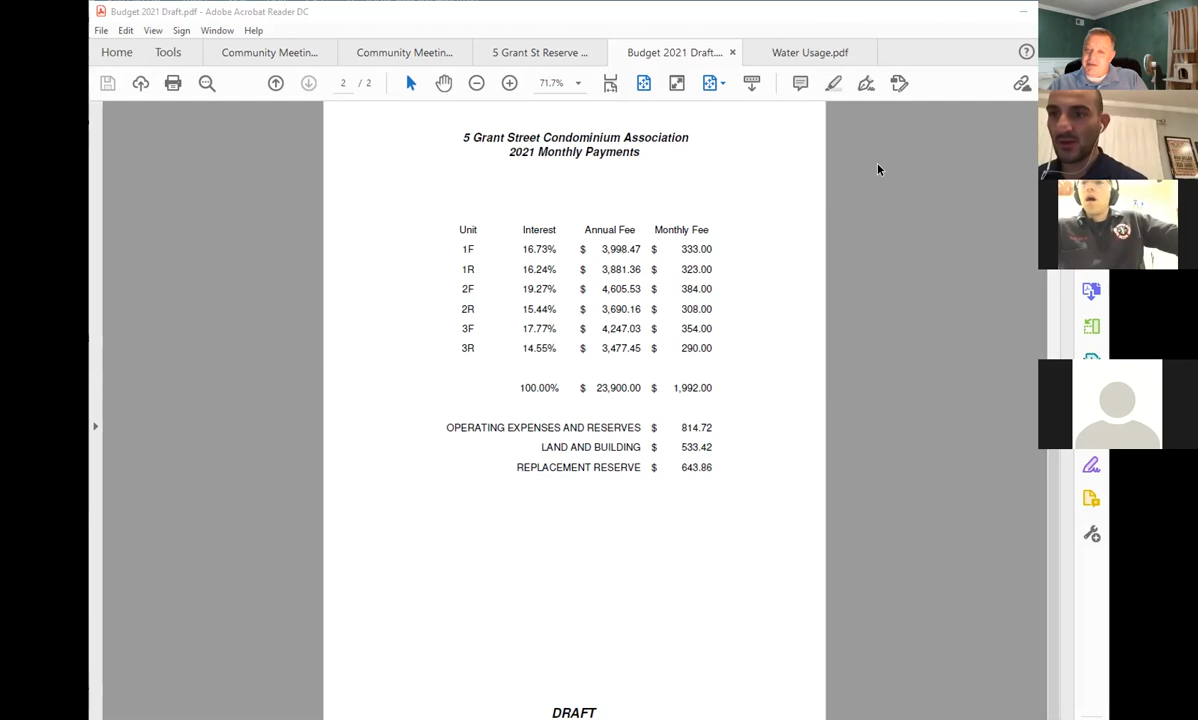 Budget 2021 Draft.pdf - Adobe Acrobat Reader DC
File Edit View Sign Window Help
Home Tools Community Meetin... Community Meetin... 5 Grant St Reserve ... Budget 2021 Draft.... × Water Usage.pdf
2 / 2 71.7%
5 Grant Street Condominium Association
2021 Monthly Payments
Unit Interest Annual Fee Monthly Fee
1F 16.73% $ 3,998.47 $ 333.00
1R 16.24% $ 3,881.36 $ 323.00
2F 19.27% $ 4,605.53 $ 384.00
2R 15.44% $ 3,690.16 $ 308.00
3F 17.77% $ 4,247.03 $ 354.00
3R 14.55% $ 3,477.45 $ 290.00
100.00% $ 23,900.00 $ 1,992.00
OPERATING EXPENSES AND RESERVES $ 814.72
LAND AND BUILDING $ 533.42
REPLACEMENT RESERVE $ 643.86
DRAFT